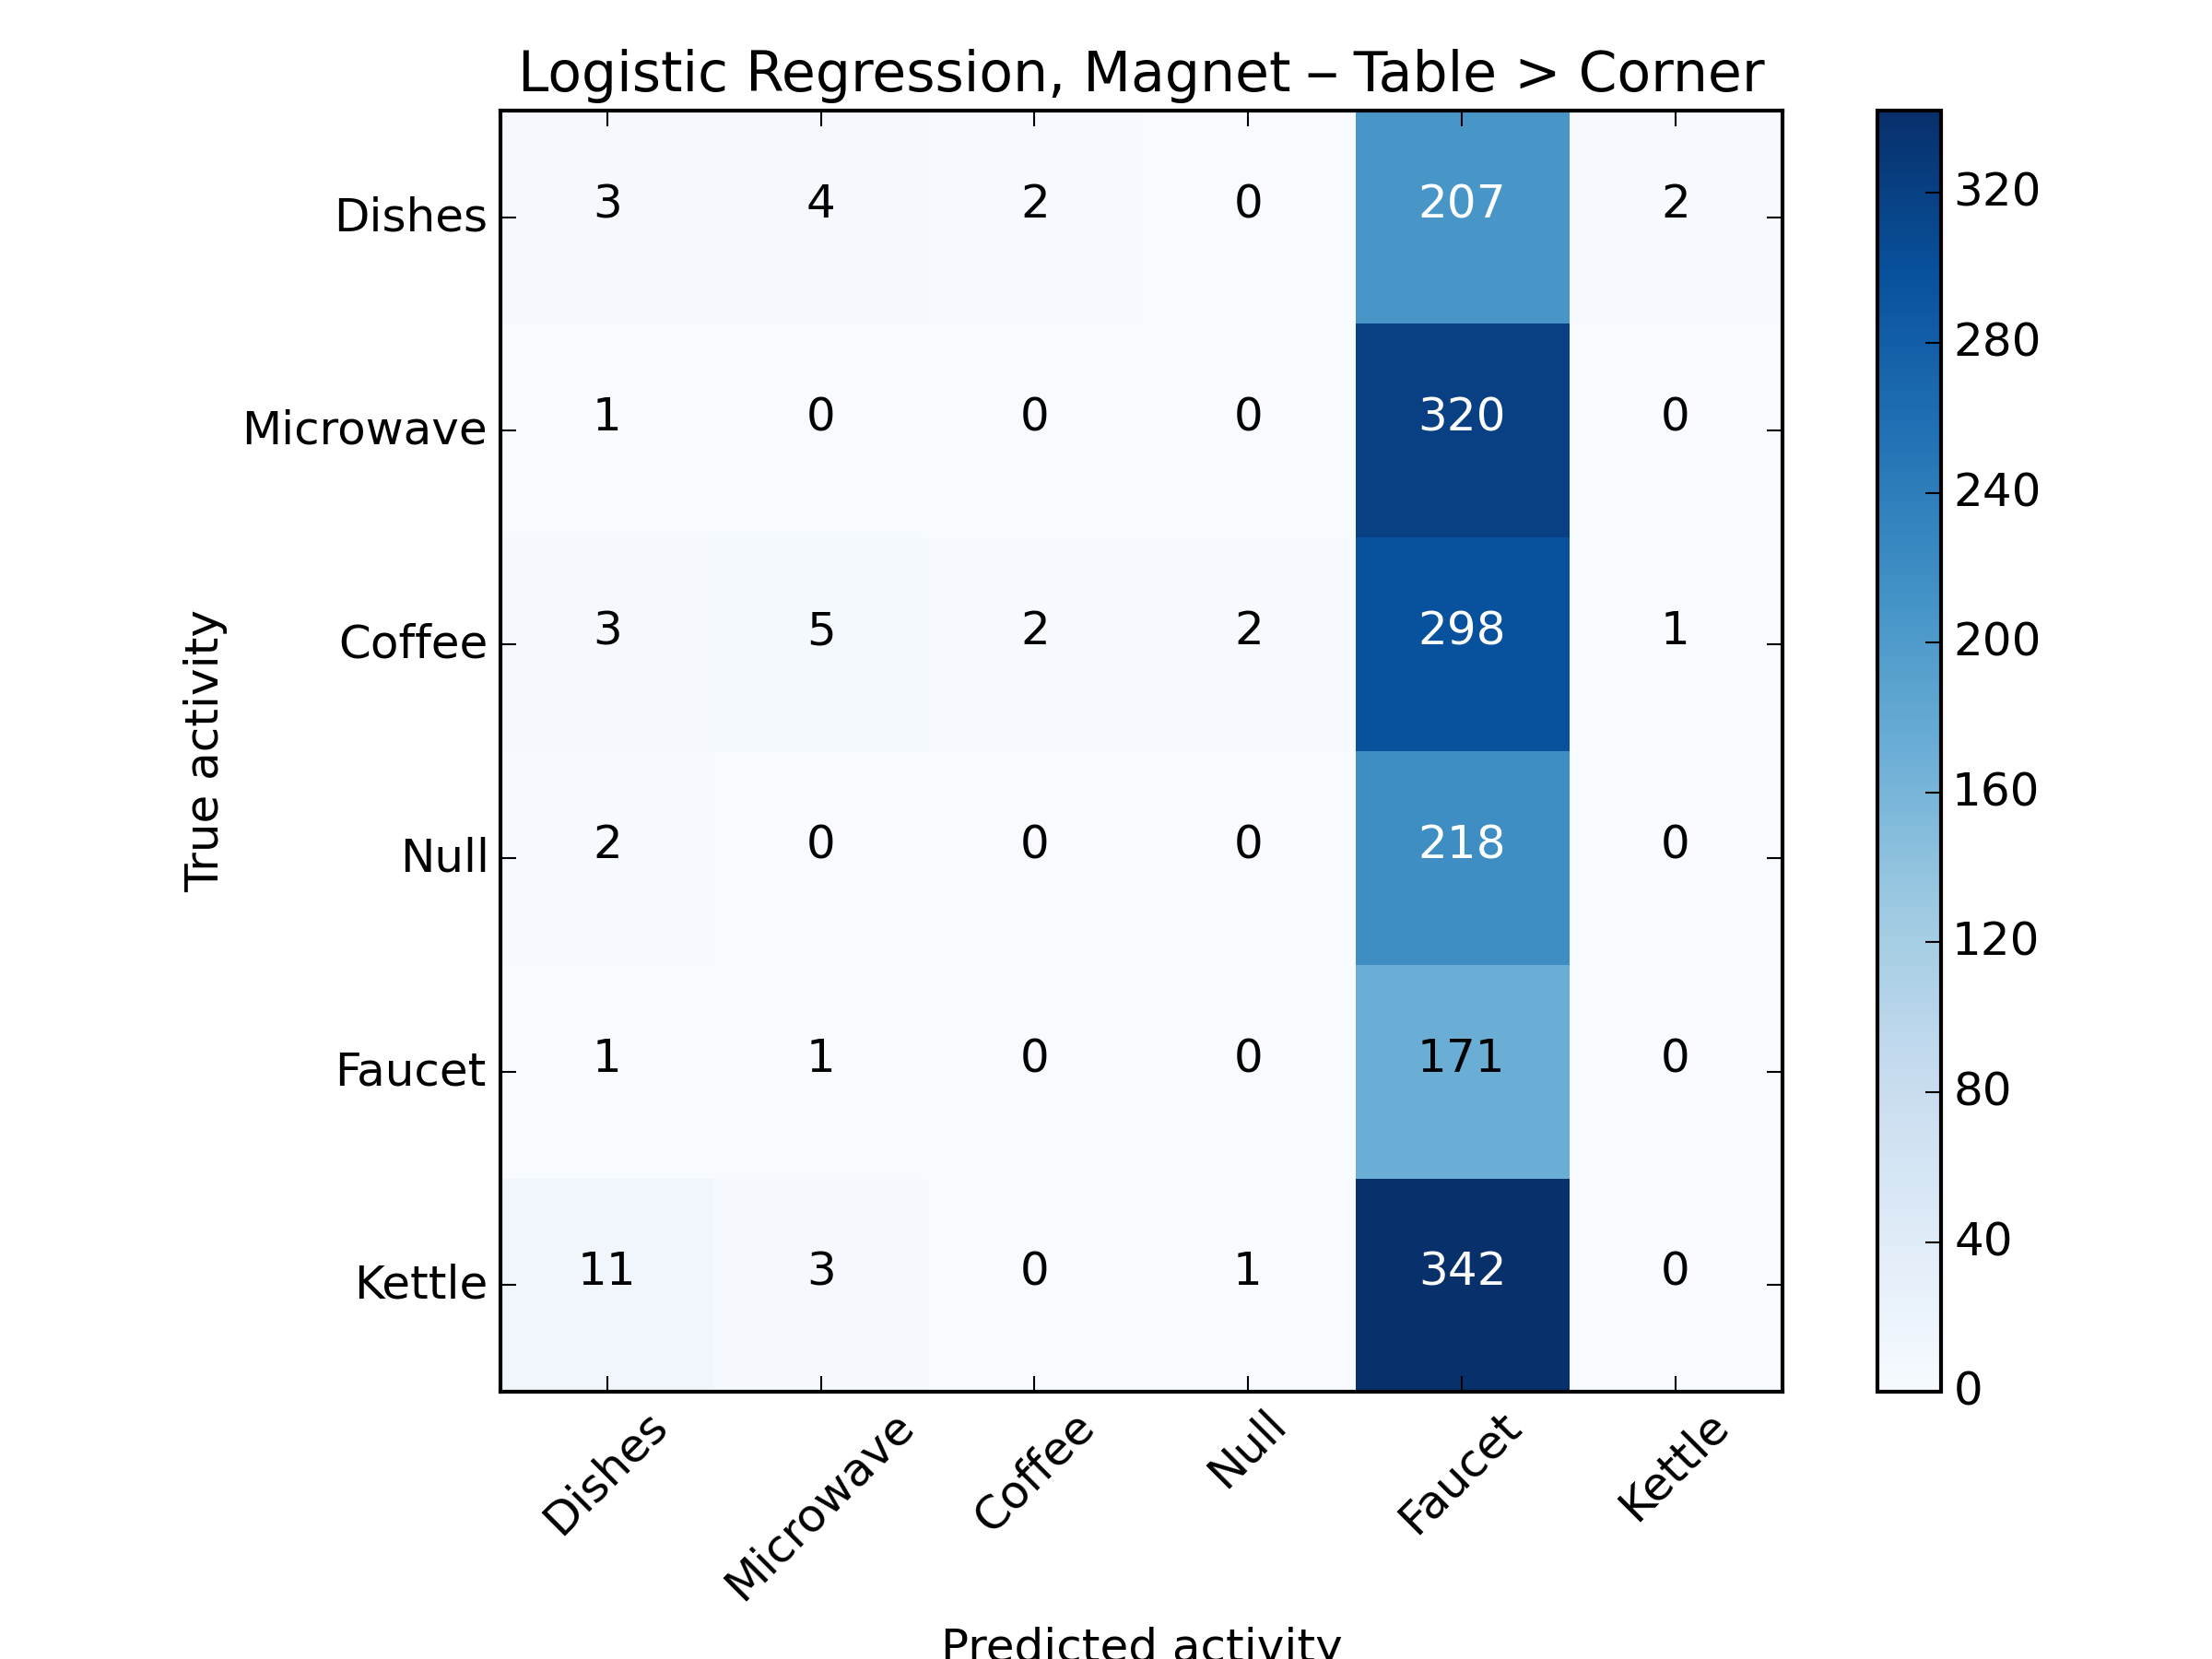 Logistic Regression, Magnet – Table > Corner
Dishes 3 4 2 0 207 2
Microwave 1 0 0 0 320 0
Coffee 3 5 2 2 298 1
Null 2 0 0 0 218 0
Faucet 1 1 0 0 171 0
Kettle 11 3 0 1 342 0
True activity
Dishes Microwave Coffee Null Faucet Kettle
Predicted activity
320
280
240
200
160
120
80
40
0